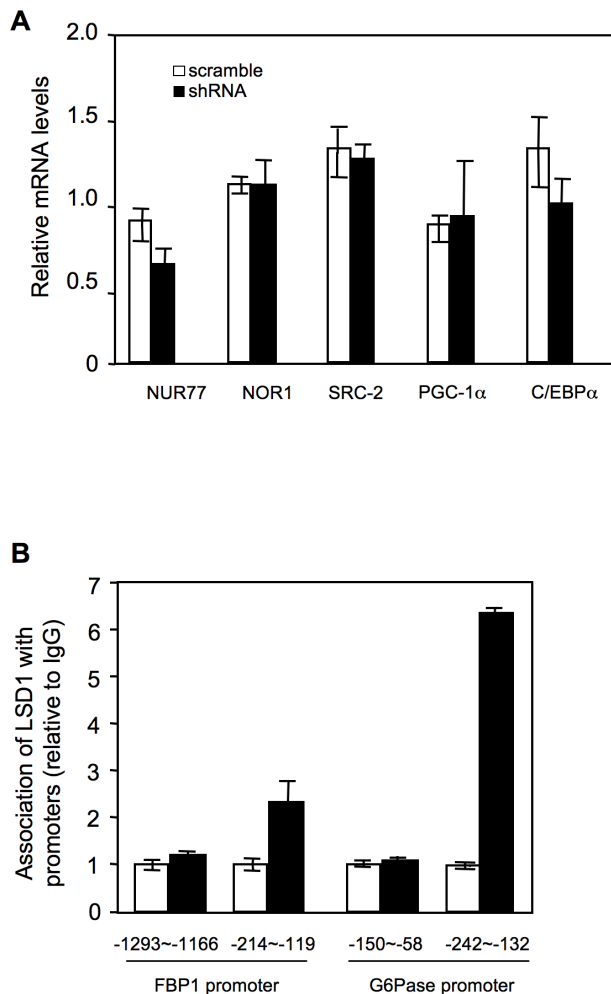 A
2.0
1.5
1.0
0.5
0
Relative mRNA levels
scramble
shRNA
NUR77 NOR1 SRC-2 PGC-1α C/EBPα
B
7
6
5
4
3
2
1
0
Association of LSD1 with
promoters (relative to IgG)
-1293~-1166 -214~-119 -150~-58 -242~-132
FBP1 promoter G6Pase promoter